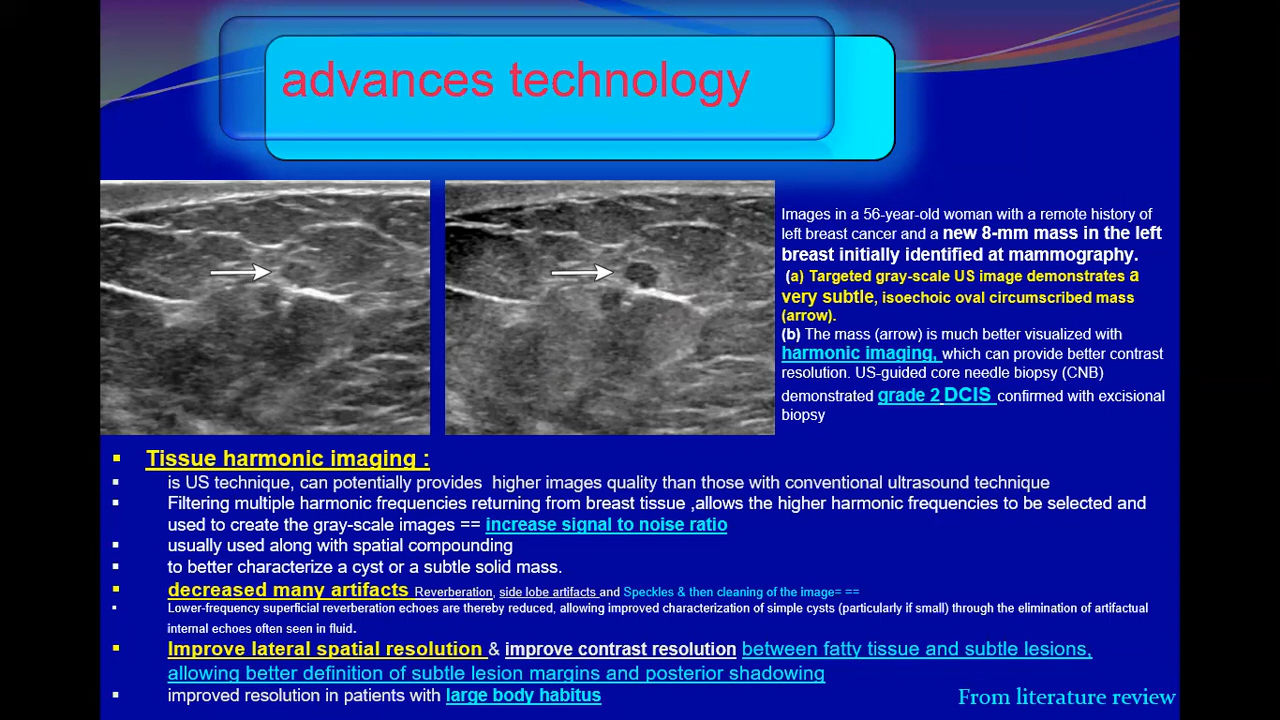 advances technology
Images in a 56-year-old woman with a remote history of
left breast cancer and a new 8-mm mass in the left
breast initially identified at mammography.
(a) Targeted gray-scale US image demonstrates a
very subtle, isoechoic oval circumscribed mass
(arrow).
(b) The mass (arrow) is much better visualized with
harmonic imaging, which can provide better contrast
resolution. US-guided core needle biopsy (CNB)
demonstrated grade 2 DCIS confirmed with excisional
biopsy
▪ Tissue harmonic imaging :
▪ is US technique, can potentially provides higher images quality than those with conventional ultrasound technique
▪ Filtering multiple harmonic frequencies returning from breast tissue ,allows the higher harmonic frequencies to be selected and
used to create the gray-scale images == increase signal to noise ratio
▪ usually used along with spatial compounding
▪ to better characterize a cyst or a subtle solid mass.
▪ decreased many artifacts Reverberation, side lobe artifacts and Speckles & then cleaning of the image= ==
▪ Lower-frequency superficial reverberation echoes are thereby reduced, allowing improved characterization of simple cysts (particularly if small) through the elimination of artifactual
internal echoes often seen in fluid.
▪ Improve lateral spatial resolution & improve contrast resolution between fatty tissue and subtle lesions,
allowing better definition of subtle lesion margins and posterior shadowing
▪ improved resolution in patients with large body habitus
From literature review